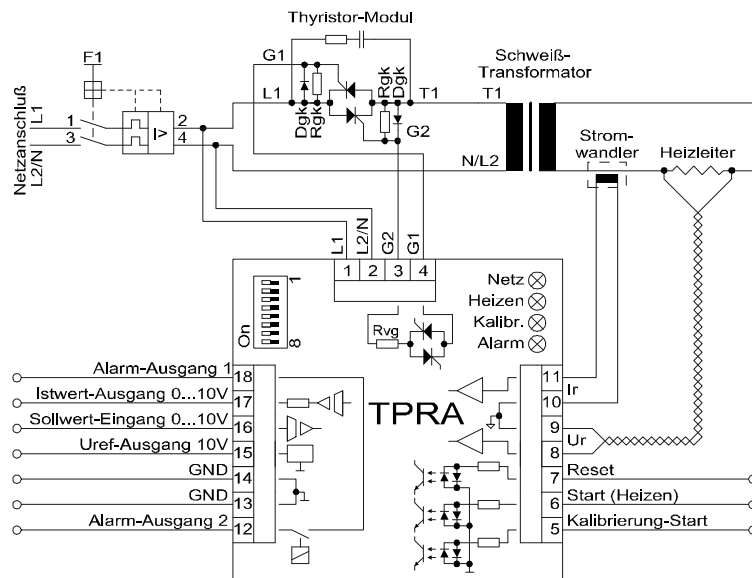 Thyristor-Modul
F1
G1
Schweiß-
Transformator
L1
T1
T1
Rgk
Dgk
Dgk
Rgk
G2
Netzanschluß
L1
L2/N
1
3
I>
2
4
N/L2
Strom-
wandler
Heizleiter
L1
L2/N
G2
G1
1
2
3
4
On
1
8
Rvg
Netz
Heizen
Kalibr.
Alarm
TPRA
Alarm-Ausgang 1
18
Istwert-Ausgang 0...10V
17
Sollwert-Eingang 0...10V
16
Uref-Ausgang 10V
15
GND
14
GND
13
Alarm-Ausgang 2
12
11
Ir
10
9
Ur
8
7
Reset
6
Start (Heizen)
5
Kalibrierung-Start